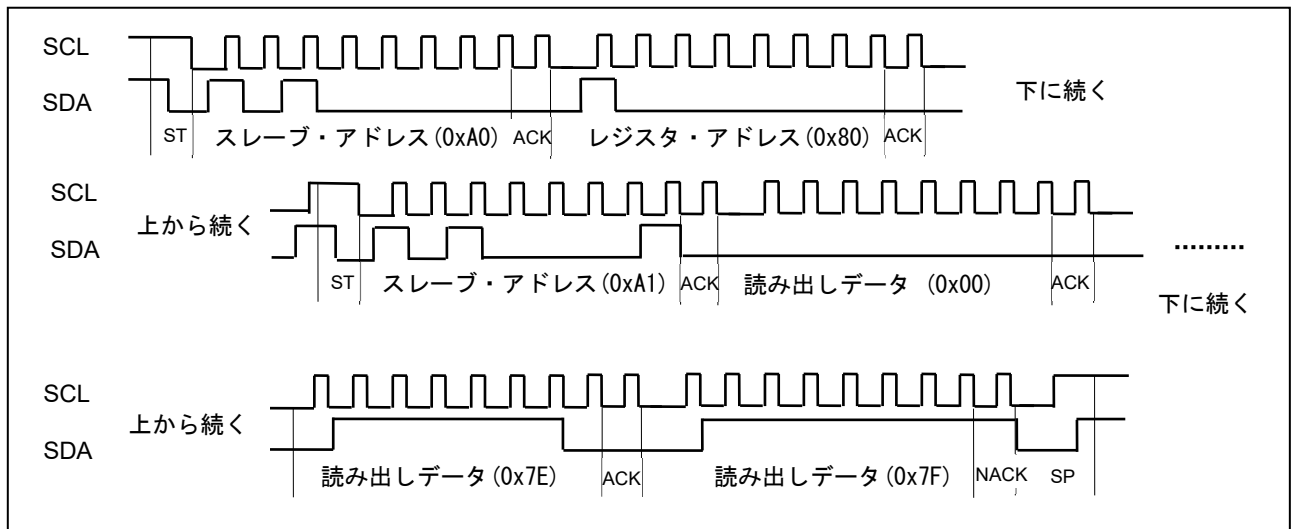 SCL
SDA
ST スレーブ・アドレス(0xA0) ACK レジスタ・アドレス(0x80) ACK
下に続く
SCL
上から続く
SDA
ST スレーブ・アドレス(0xA1) ACK 読み出しデータ (0x00) ACK
.........
下に続く
SCL
上から続く
SDA
読み出しデータ(0x7E) ACK 読み出しデータ(0x7F) NACK SP